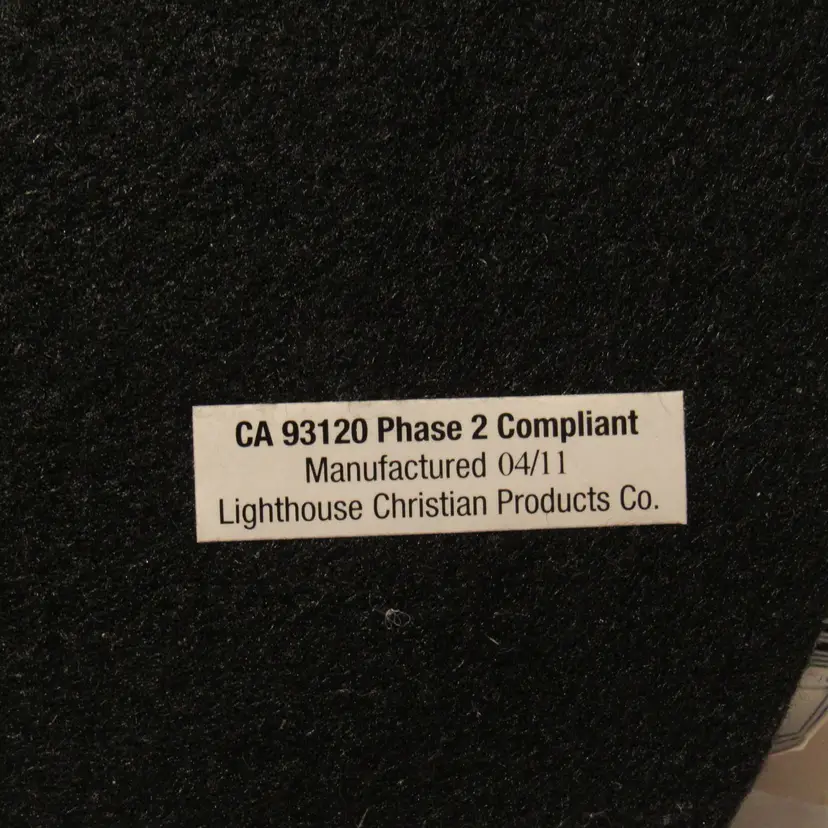 CA 93120 Phase 2 Compliant
Manufactured 04/11
Lighthouse Christian Products Co.